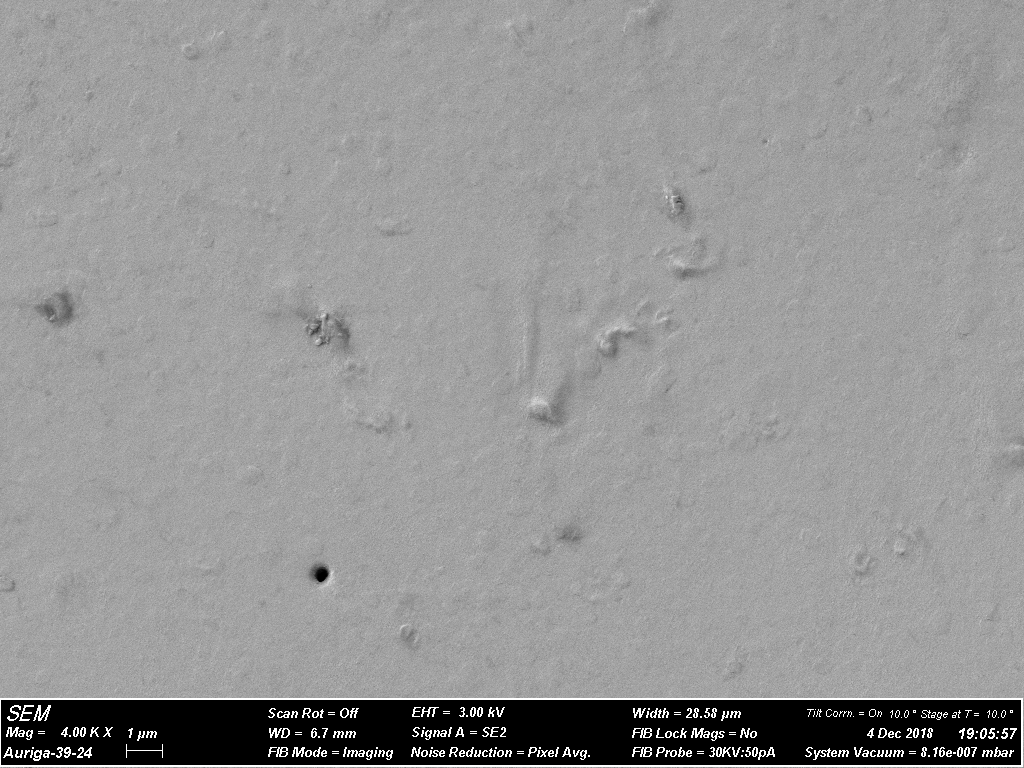 SEM Scan Rot = Off EHT = 3.00 kV Width = 28.58 µm Tilt Corrn. = On 10.0 ° Stage at T = 10.0 °
Mag = 4.00 K X 1 µm WD = 6.7 mm Signal A = SE2 FIB Lock Mags = No 4 Dec 2018 19:05:57
Auriga-39-24 FIB Mode = Imaging Noise Reduction = Pixel Avg. FIB Probe = 30KV:50pA System Vacuum = 8.16e-007 mbar